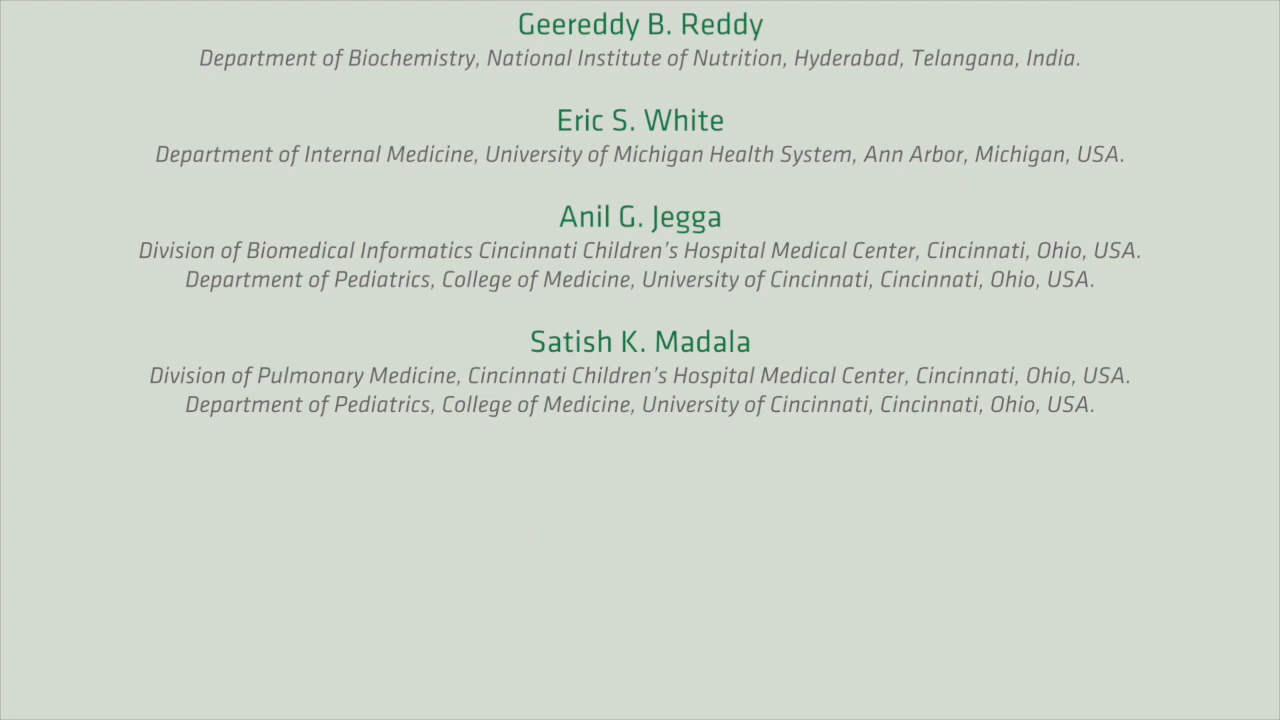 Geereddy B. Reddy
Department of Biochemistry, National Institute of Nutrition, Hyderabad, Telangana, India.
Eric S. White
Department of Internal Medicine, University of Michigan Health System, Ann Arbor, Michigan, USA.
Anil G. Jegga
Division of Biomedical Informatics Cincinnati Children's Hospital Medical Center, Cincinnati, Ohio, USA.
Department of Pediatrics, College of Medicine, University of Cincinnati, Cincinnati, Ohio, USA.
Satish K. Madala
Division of Pulmonary Medicine, Cincinnati Children's Hospital Medical Center, Cincinnati, Ohio, USA.
Department of Pediatrics, College of Medicine, University of Cincinnati, Cincinnati, Ohio, USA.